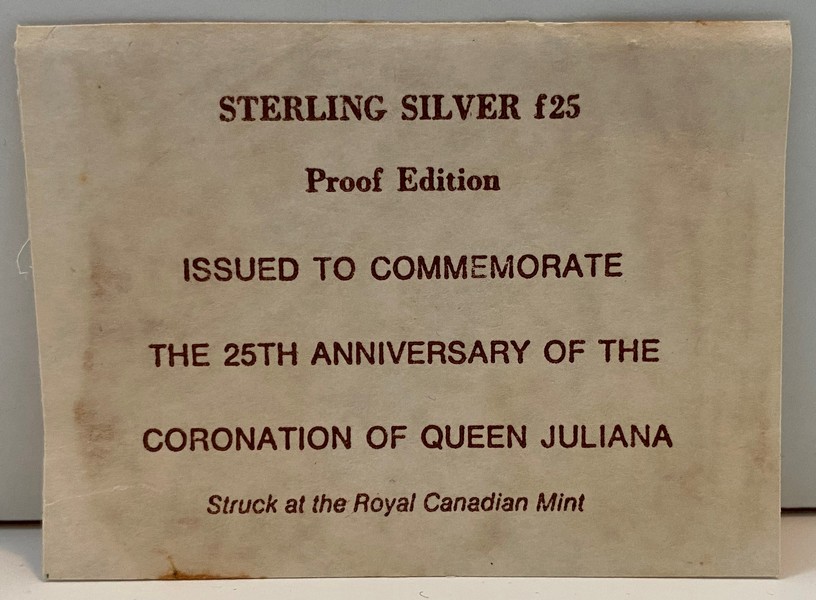 STERLING SILVER f25
Proof Edition
ISSUED TO COMMEMORATE
THE 25TH ANNIVERSARY OF THE
CORONATION OF QUEEN JULIANA
Struck at the Royal Canadian Mint